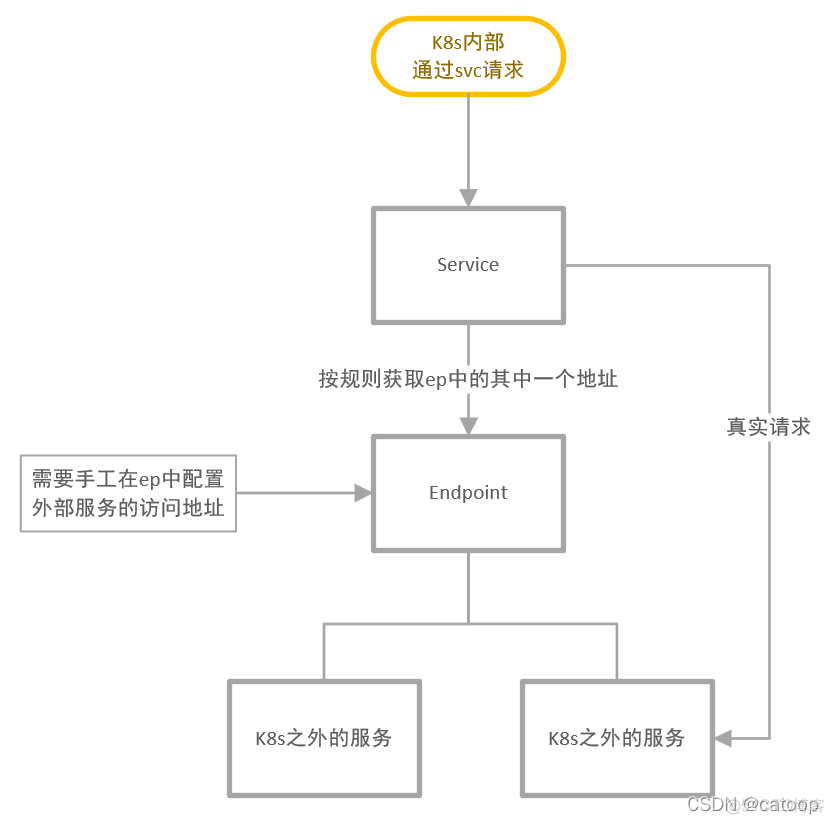 K8s内部
通过svc请求
Service
按规则获取ep中的其中一个地址
真实请求
需要手工在ep中配置
外部服务的访问地址
Endpoint
K8s之外的服务
K8s之外的服务
CSDN @catoop